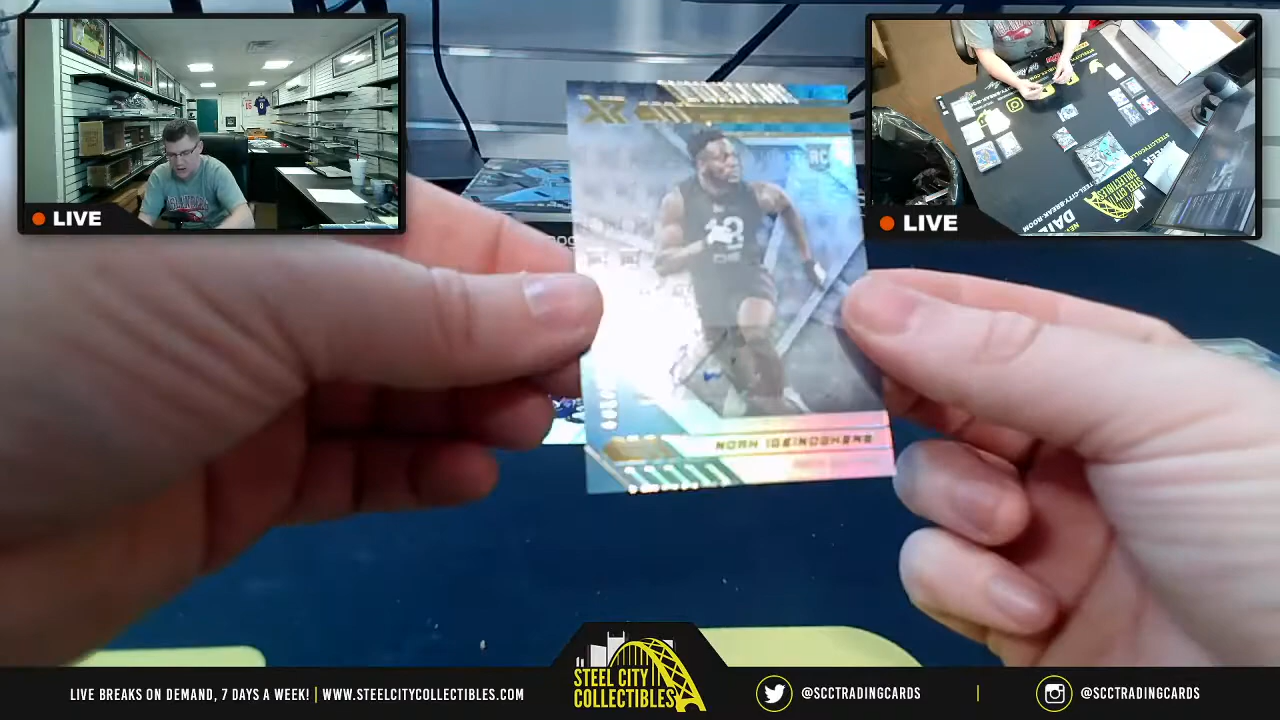 LIVE
LIVE
XR
RC
NOAH IGBINOGHENE
LIVE BREAKS ON DEMAND, 7 DAYS A WEEK! | WWW.STEELCITYCOLLECTIBLES.COM
STEEL CITY
COLLECTIBLES
@SCCTRADINGCARDS
@SCCTRADINGCARDS